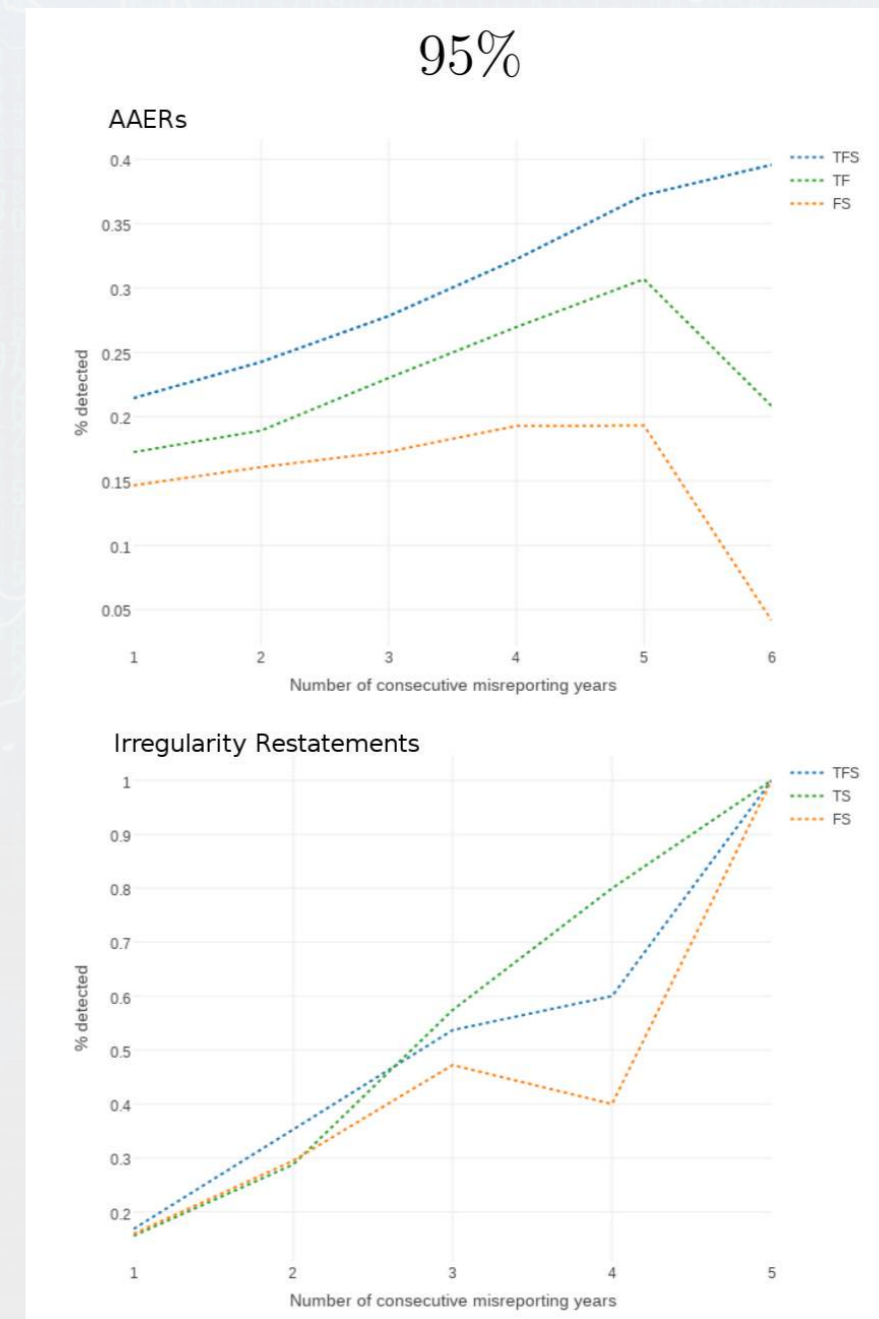 95%
AAERs
TFS
TF
FS
0.4
0.35
0.3
0.25
0.2
0.15
0.1
0.05
% detected
1 2 3 4 5 6
Number of consecutive misreporting years
Irregularity Restatements
TFS
TS
FS
1
0.9
0.8
0.7
0.6
0.5
0.4
0.3
0.2
% detected
1 2 3 4 5
Number of consecutive misreporting years